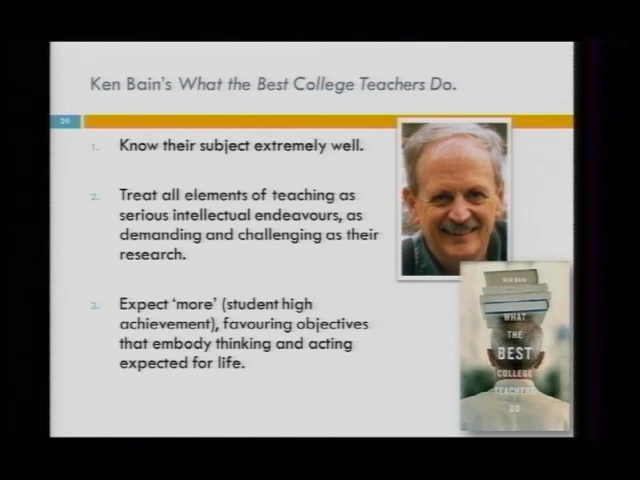 Ken Bain's What the Best College Teachers Do.
24
1. Know their subject extremely well.
2. Treat all elements of teaching as
serious intellectual endeavours, as
demanding and challenging as their
research.
3. Expect 'more' (student high
achievement), favouring objectives
that embody thinking and acting
expected for life.
KEN BAIN
WHAT
THE
BEST
COLLEGE
TEACHERS
DO